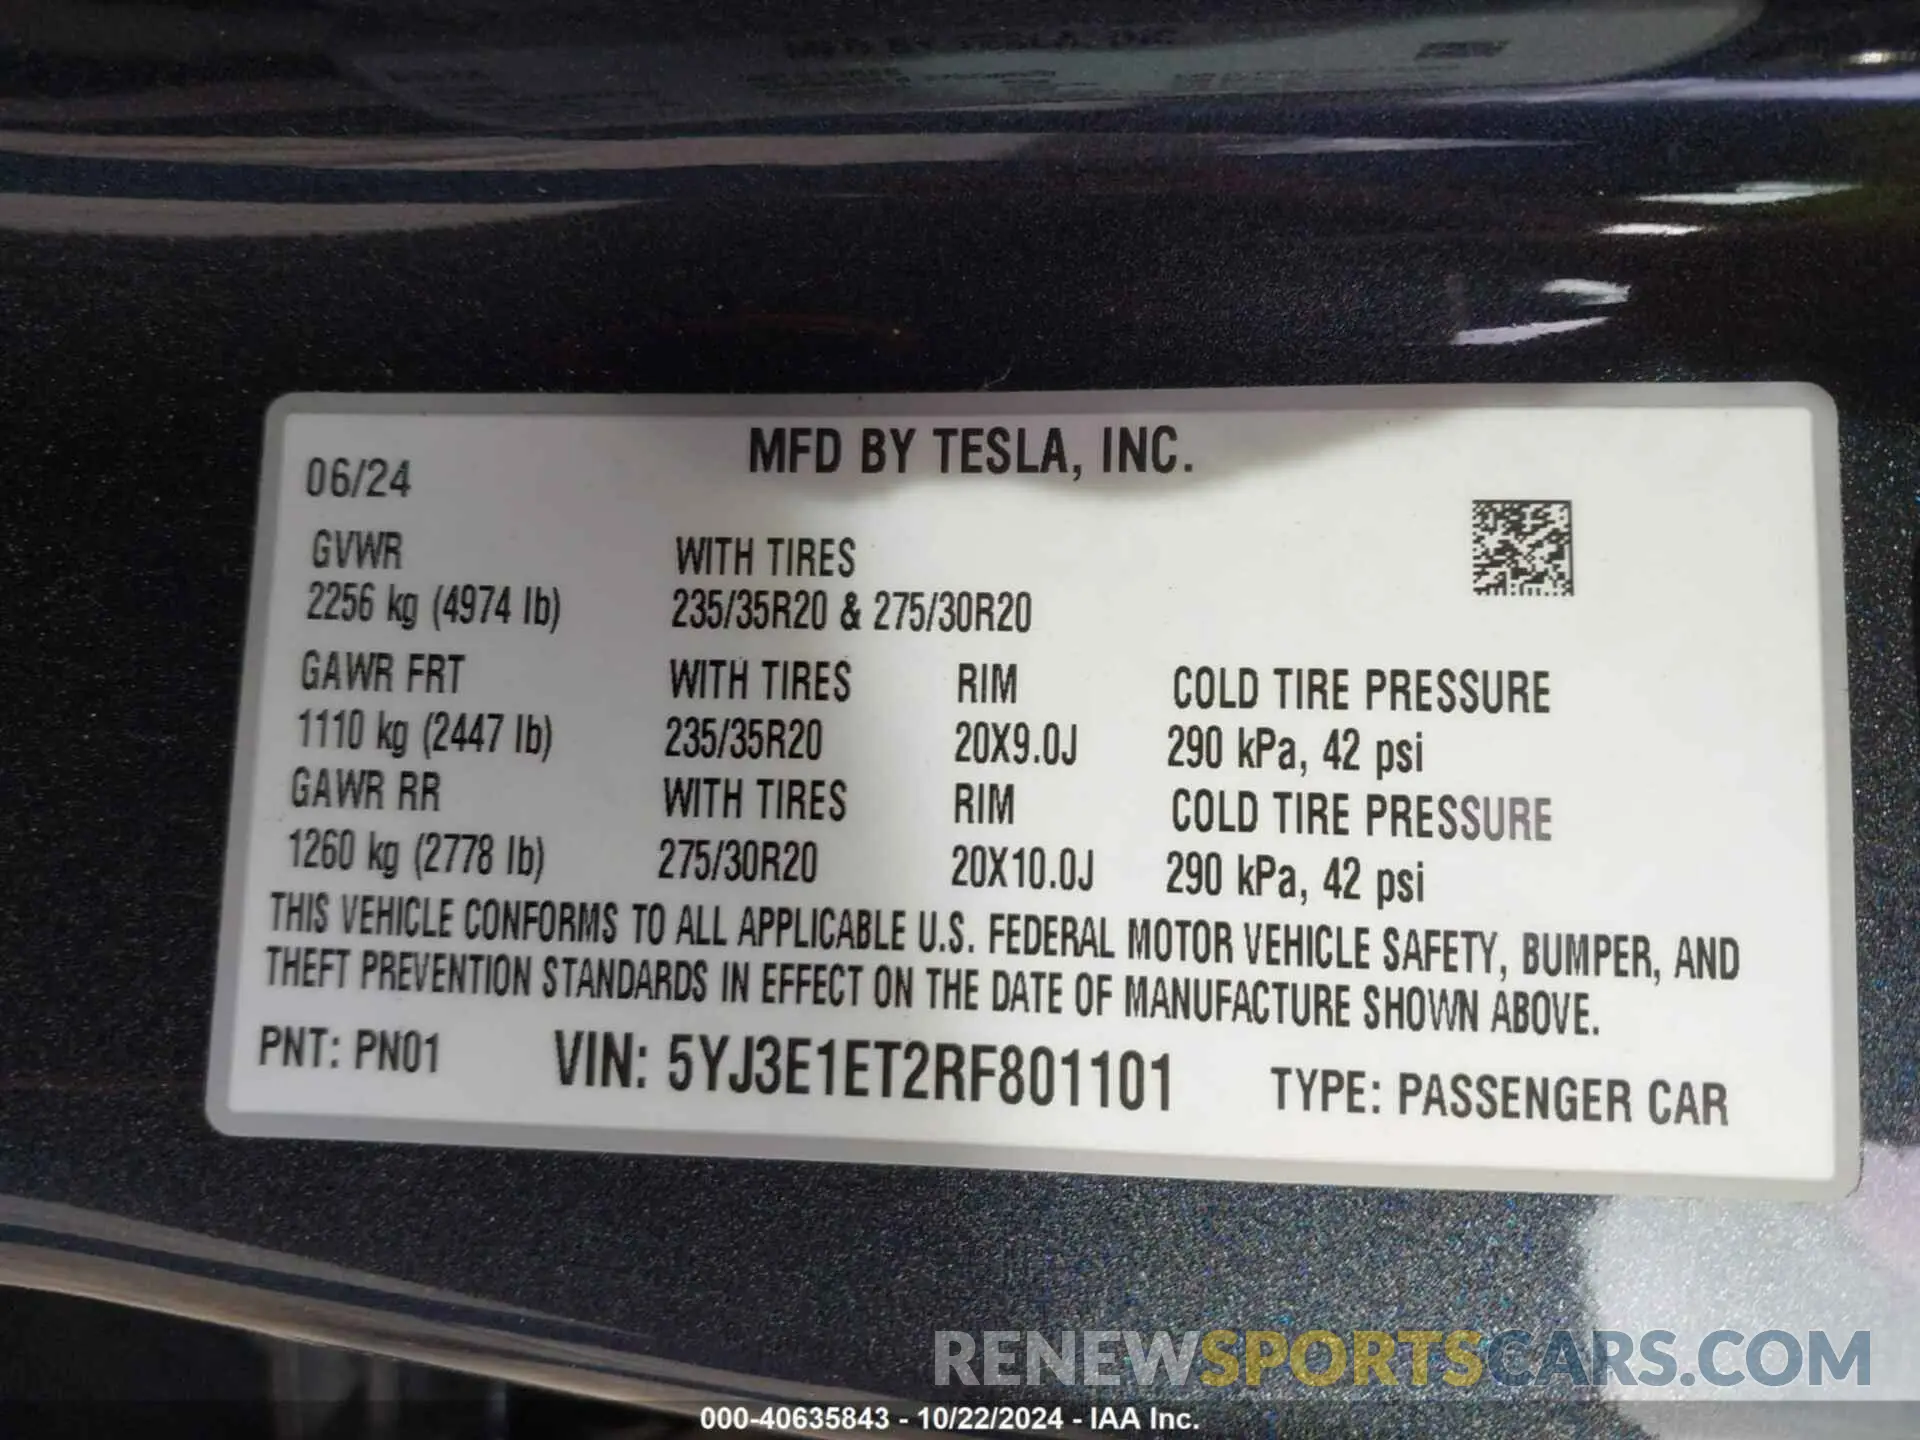 MFD BY TESLA, INC.
06/24
GVWR WITH TIRES
2256 kg (4974 lb) 235/35R20 & 275/30R20
GAWR FRT WITH TIRES RIM COLD TIRE PRESSURE
1110 kg (2447 lb) 235/35R20 20X9.0J 290 kPa, 42 psi
GAWR RR WITH TIRES RIM COLD TIRE PRESSURE
1260 kg (2778 lb) 275/30R20 20X10.0J 290 kPa, 42 psi
THIS VEHICLE CONFORMS TO ALL APPLICABLE U.S. FEDERAL MOTOR VEHICLE SAFETY, BUMPER, AND
THEFT PREVENTION STANDARDS IN EFFECT ON THE DATE OF MANUFACTURE SHOWN ABOVE.
PNT: PN01 VIN: 5YJ3E1ET2RF801101 TYPE: PASSENGER CAR
RENEWSPORTSCARS.COM
000-40635843 - 10/22/2024 - IAA Inc.